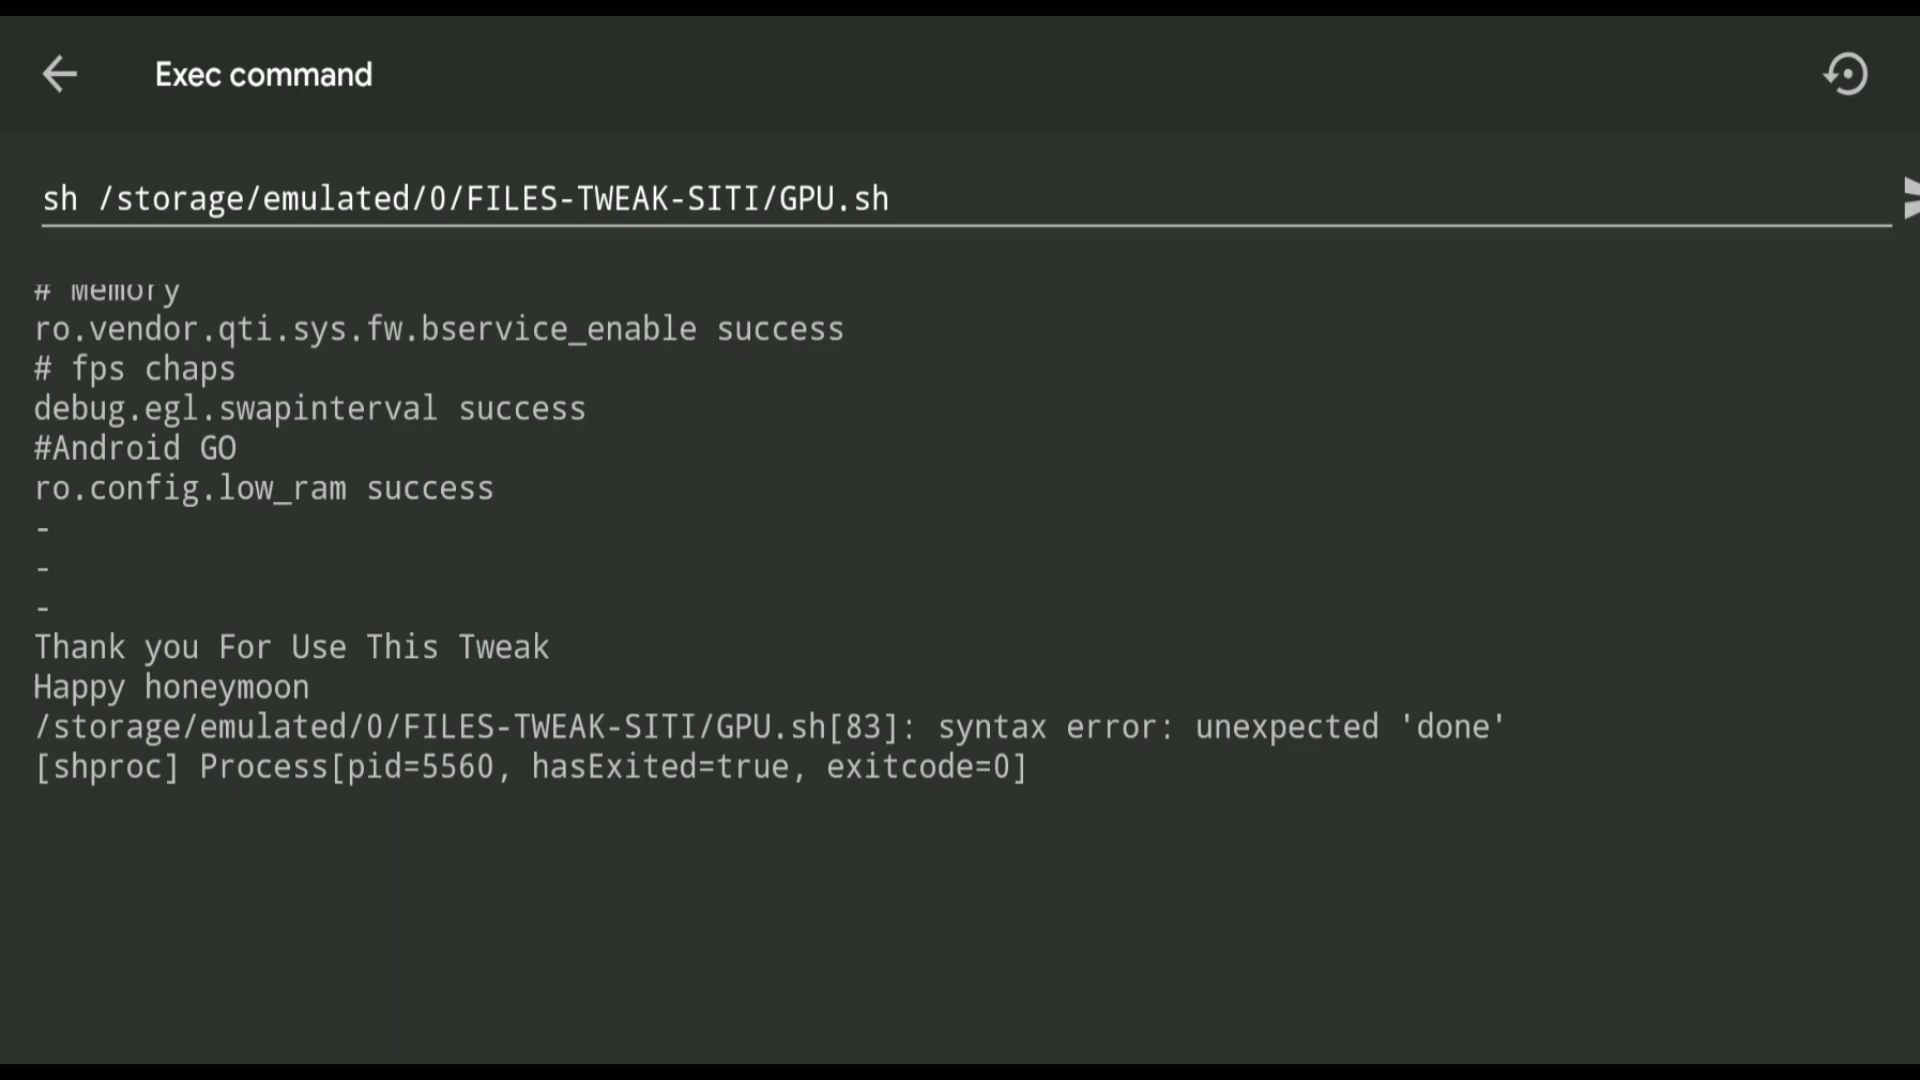 Exec command
sh /storage/emulated/0/FILES-TWEAK-SITI/GPU.sh
# Memory
ro.vendor.qti.sys.fw.bservice_enable success
# fps chaps
debug.egl.swapinterval success
#Android GO
ro.config.low_ram success
-
-
-
Thank you For Use This Tweak
Happy honeymoon
/storage/emulated/0/FILES-TWEAK-SITI/GPU.sh[83]: syntax error: unexpected 'done'
[shproc] Process[pid=5560, hasExited=true, exitcode=0]